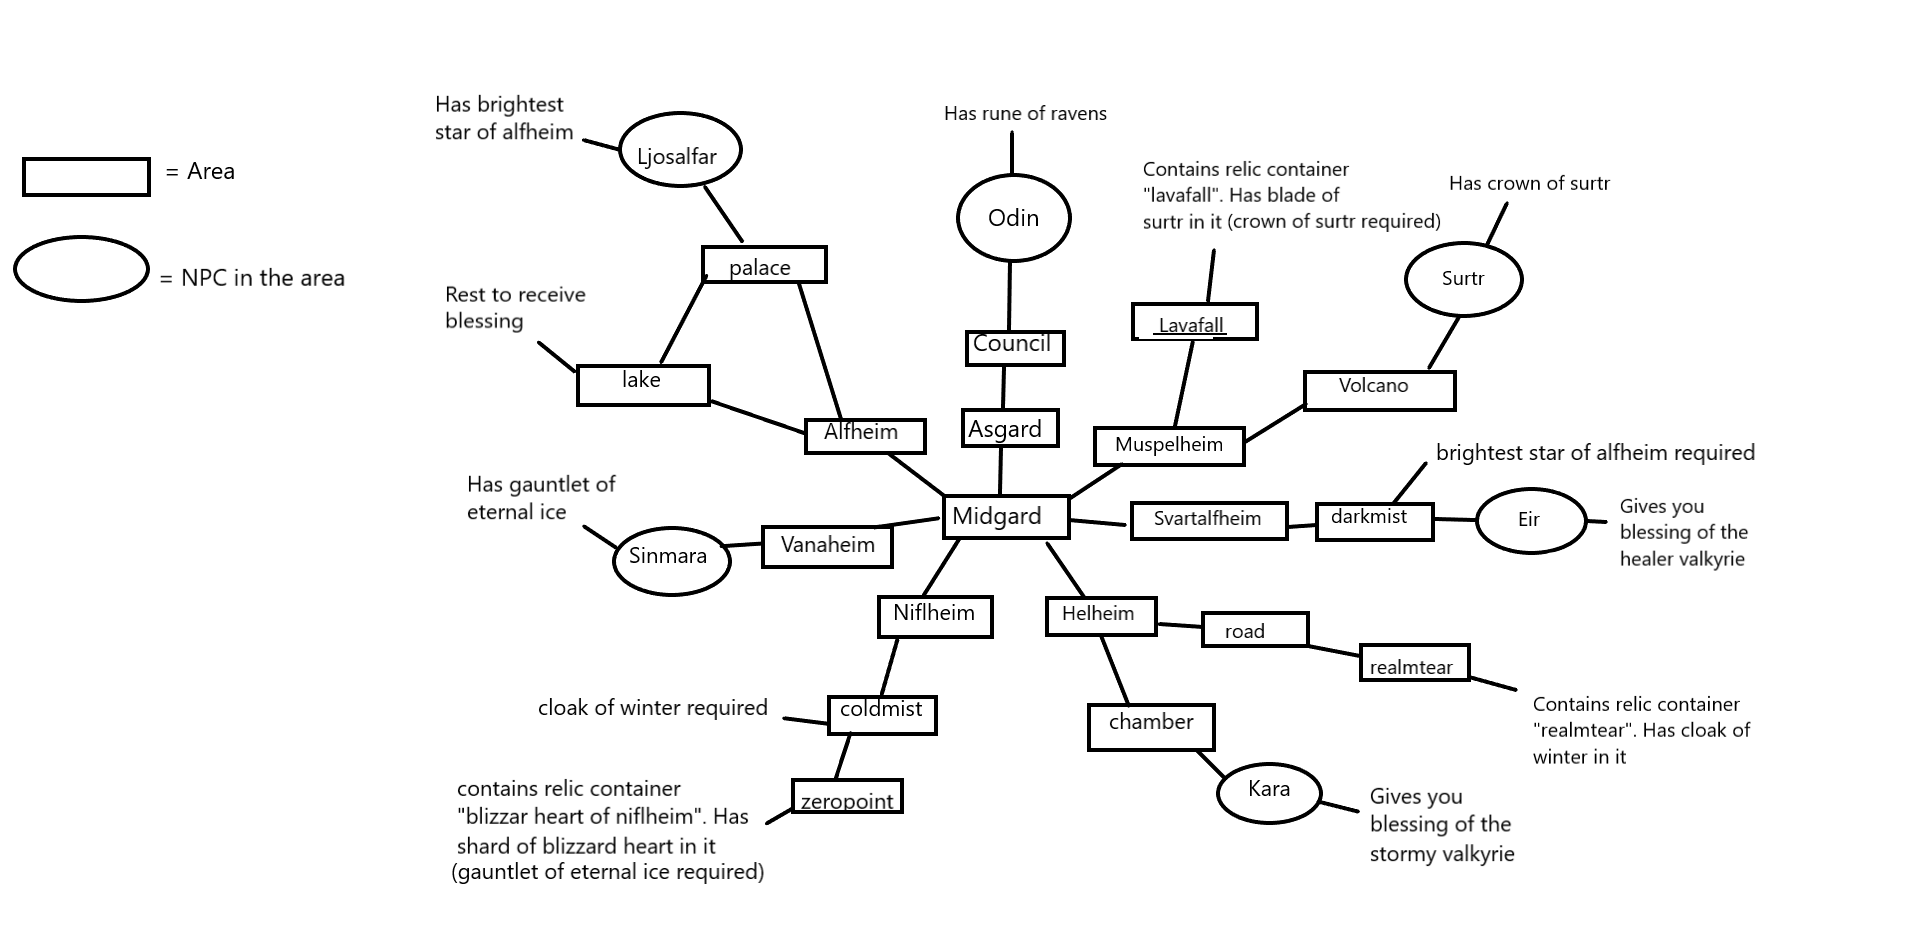 = Area
= NPC in the area
Has brightest
star of alfheim
Ljosalfar
palace
Rest to receive
blessing
lake
Alfheim
Has rune of ravens
Odin
Council
Asgard
Contains relic container
"lavafall". Has blade of
surtr in it (crown of surtr required)
Lavafall
Has crown of surtr
Surtr
Volcano
Muspelheim
Midgard
Svartalfheim
darkmist
brightest star of alfheim required
Eir
Gives you
blessing of the
healer valkyrie
Has gauntlet of
eternal ice
Sinmara
Vanaheim
Niflheim
cloak of winter required
coldmist
contains relic container
"blizzar heart of niflheim". Has
shard of blizzard heart in it
(gauntlet of eternal ice required)
zeropoint
Helheim
road
realmtear
Contains relic container
"realmtear". Has cloak of
winter in it
chamber
Kara
Gives you
blessing of the
stormy valkyrie